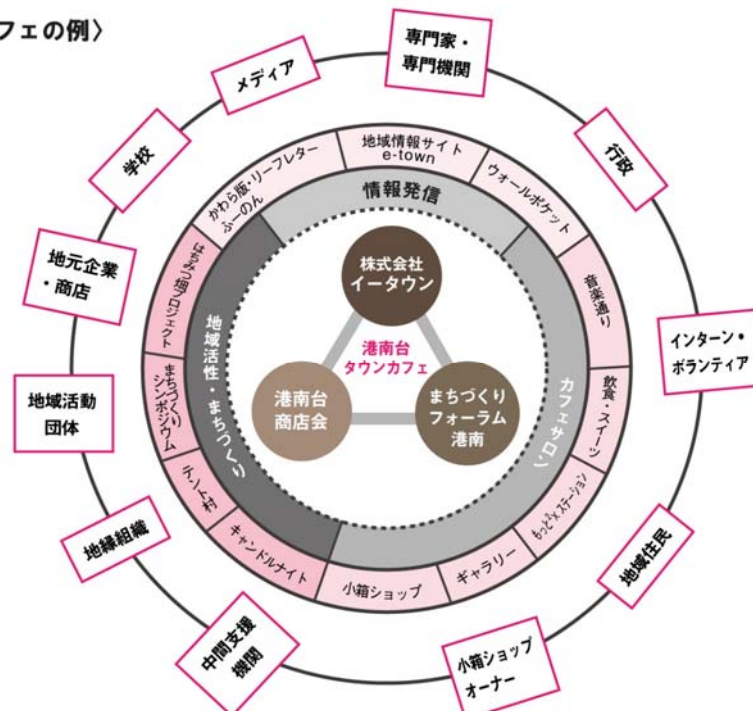 フェの例〉
専門家・
専門機関
メディア
行政
学校
インターン・
ボランティア
地元企業
・商店
地域活動
団体
地域住民
地縁組織
小箱ショップ
オーナー
中間支援
機関
地域情報サイト
e-town
ウォールポケット
音楽通り
飲食・スイーツ
もっと²×ステーション
ギャラリー
小箱ショップ
キャンドルナイト
テント村
まちづくり
シンポジウム
はちみつ畑プロジェクト
かわら版・リーフレター
ふーのん
情報発信
カフェサロン
地域活性・まちづくり
株式会社
イータウン
港南台
タウンカフェ
港南台
商店会
まちづくり
フォーラム
港南